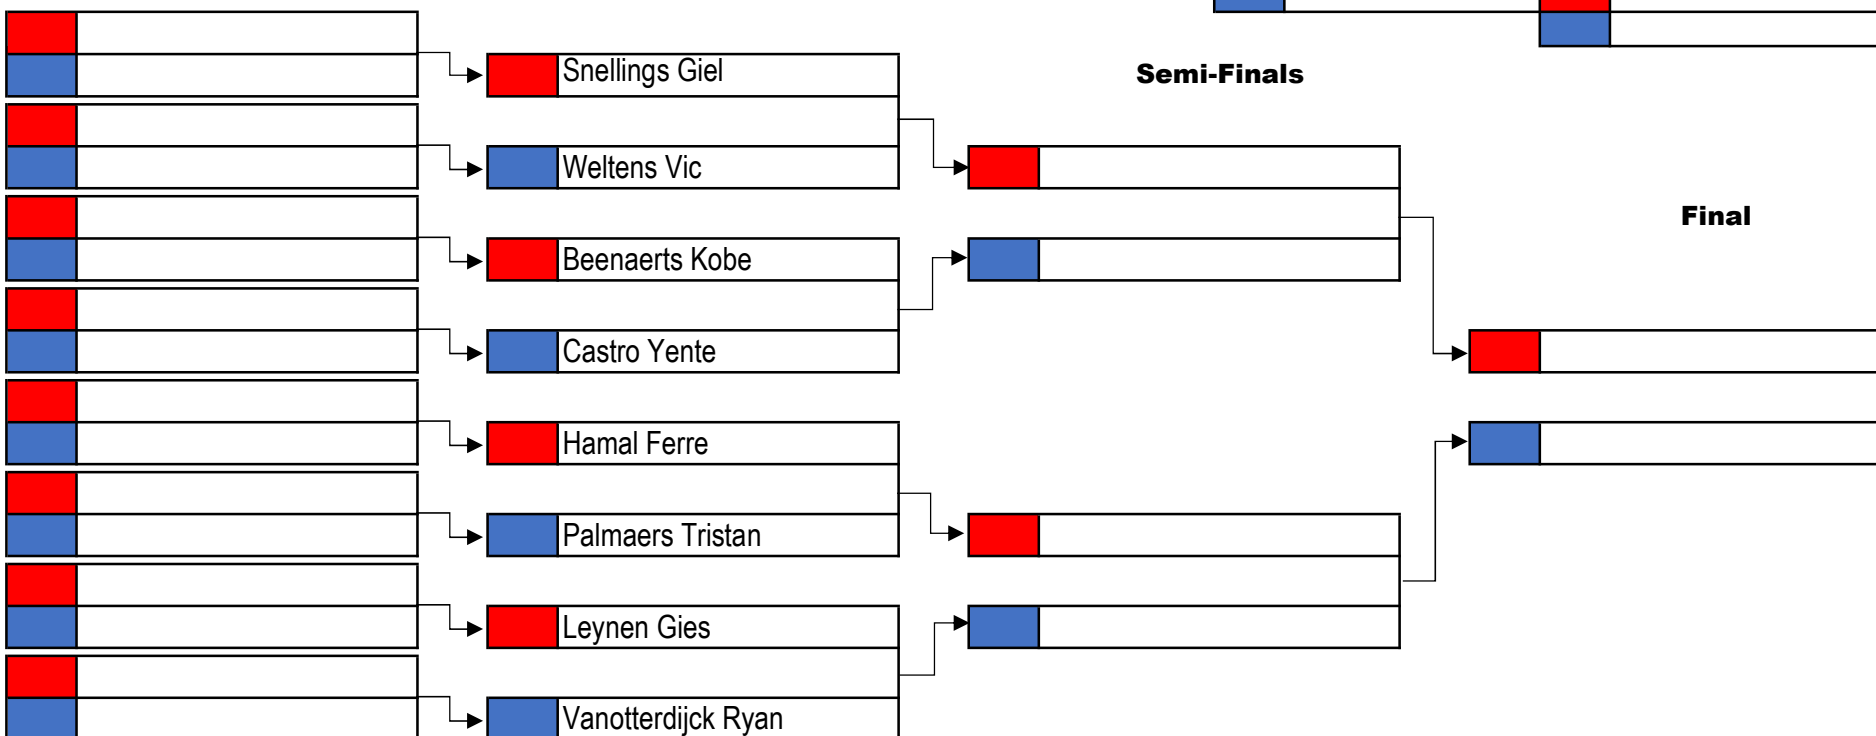 Snellings Giel
Semi-Finals
Weltens Vic
Final
Beenaerts Kobe
Castro Yente
Hamal Ferre
Palmaers Tristan
Leynen Gies
Vanotterdijck Ryan